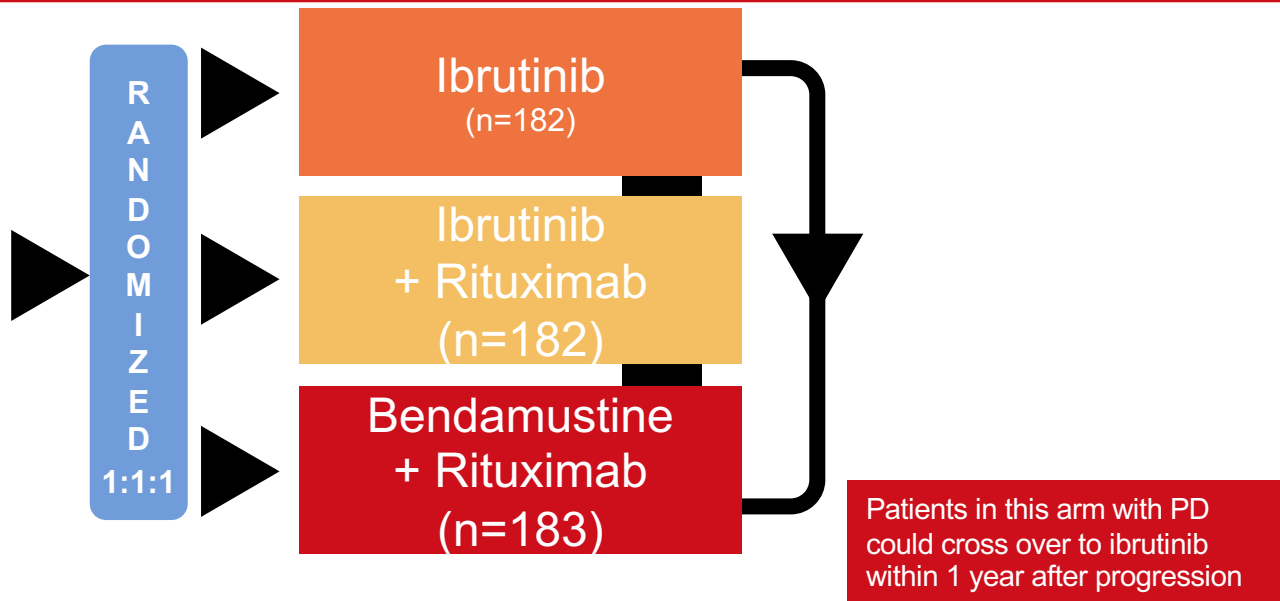 RANDOMIZED
1:1:1
Ibrutinib
(n=182)
Ibrutinib
+ Rituximab
(n=182)
Bendamustine
+ Rituximab
(n=183)
Patients in this arm with PD
could cross over to ibrutinib
within 1 year after progression